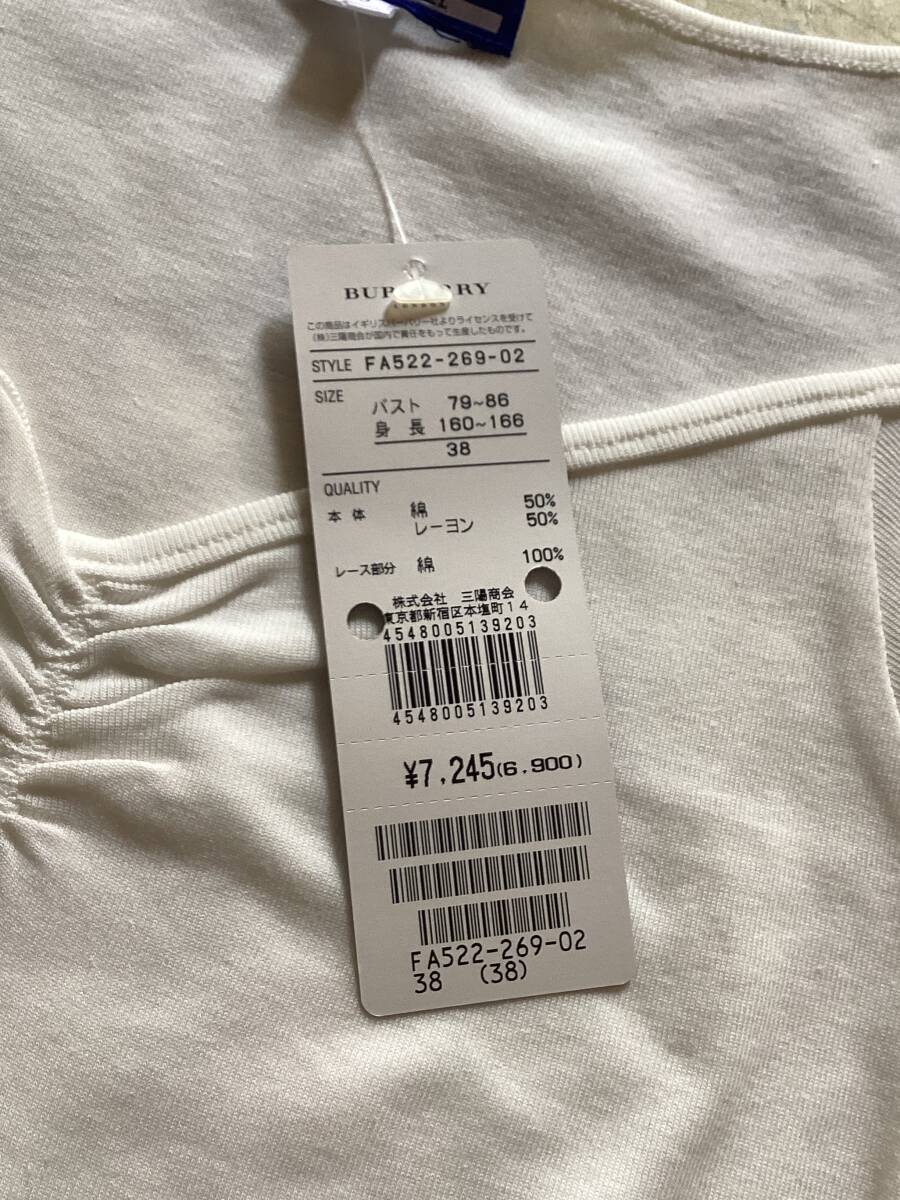 BURBERRY
LONDON
この商品はイギリスバーバリー社よりライセンスを受けて
(株)三陽商会が国内で責任をもって生産したものです。
STYLE FA522-269-02
SIZE
バスト 79~86
身長 160~166
38
QUALITY
本体 綿 50%
レーヨン 50%
レース部分 綿 100%
株式会社 三陽商会
東京都新宿区本塩町14
4548005139203
4548005139203
¥7,245(6,900)
FA522-269-02
38 (38)